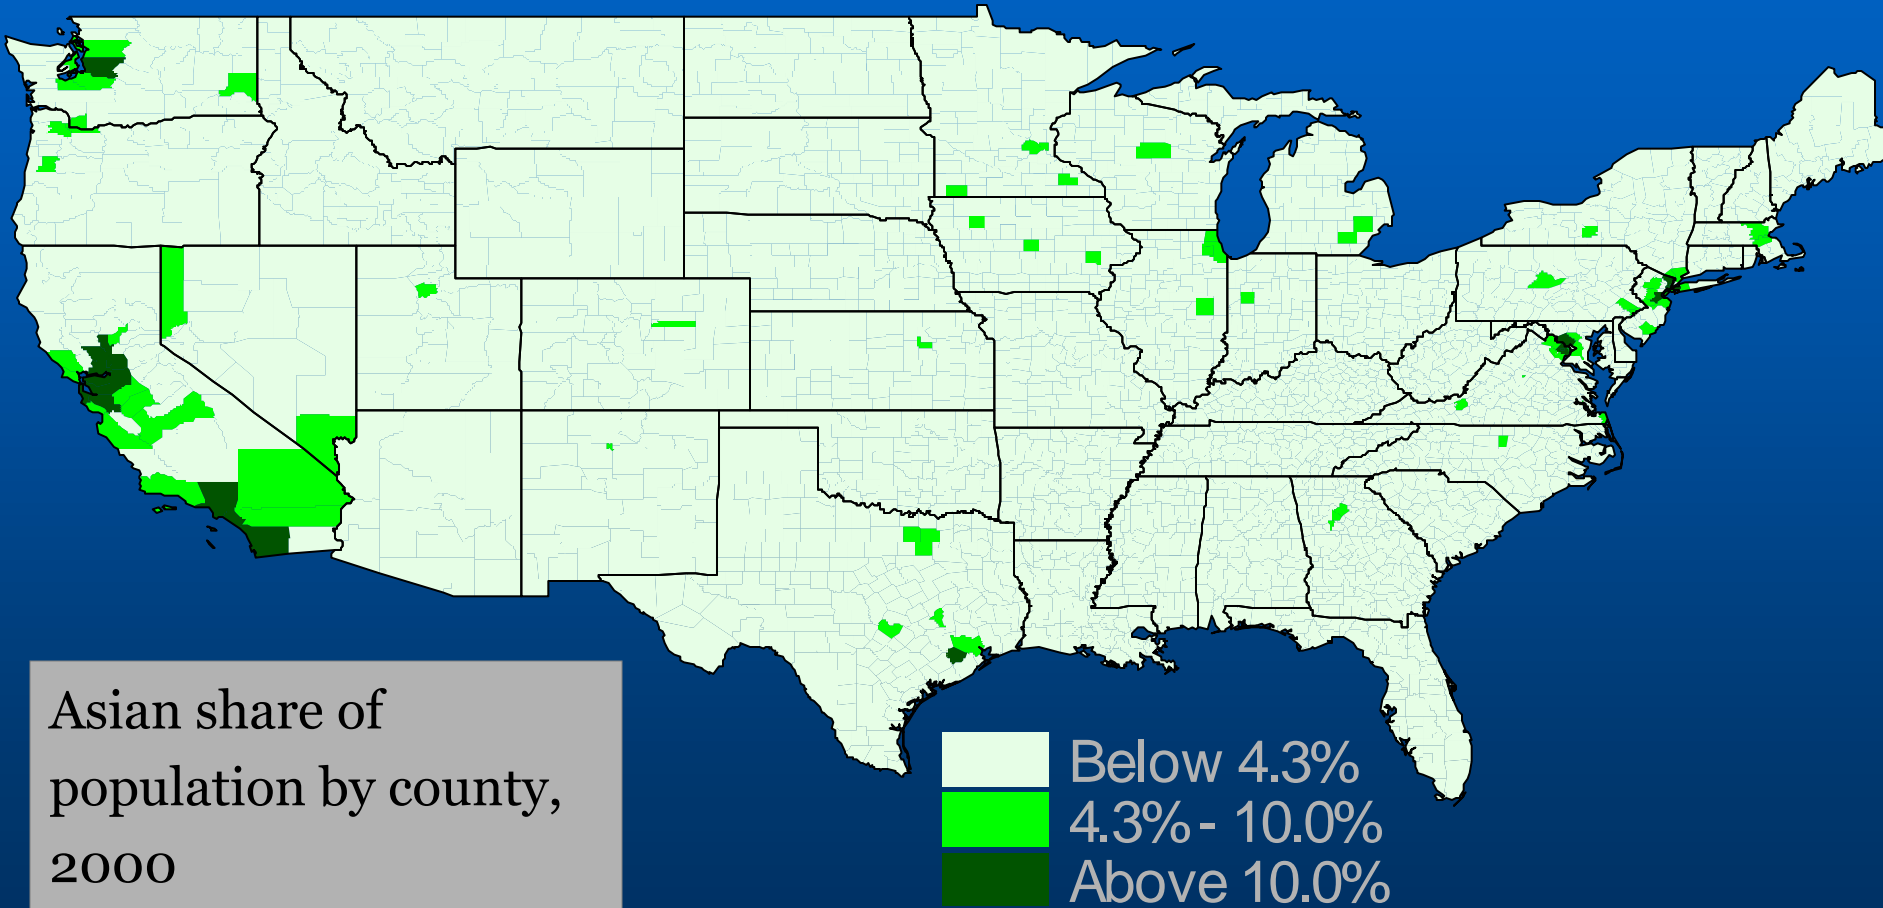 Asian share of
population by county,
2000
Below 4.3%
4.3% - 10.0%
Above 10.0%